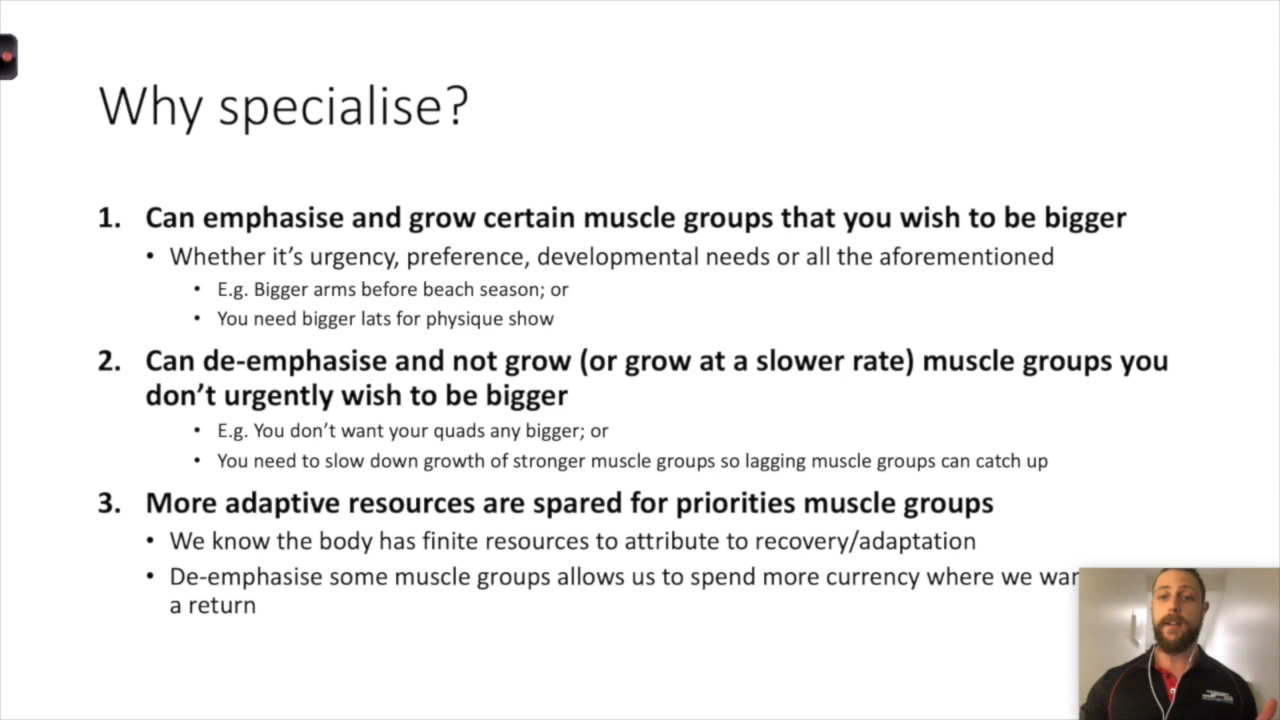 Why specialise?
1. Can emphasise and grow certain muscle groups that you wish to be bigger
• Whether it’s urgency, preference, developmental needs or all the aforementioned
• E.g. Bigger arms before beach season; or
• You need bigger lats for physique show
2. Can de-emphasise and not grow (or grow at a slower rate) muscle groups you
don’t urgently wish to be bigger
• E.g. You don’t want your quads any bigger; or
• You need to slow down growth of stronger muscle groups so lagging muscle groups can catch up
3. More adaptive resources are spared for priorities muscle groups
• We know the body has finite resources to attribute to recovery/adaptation
• De-emphasise some muscle groups allows us to spend more currency where we
a return